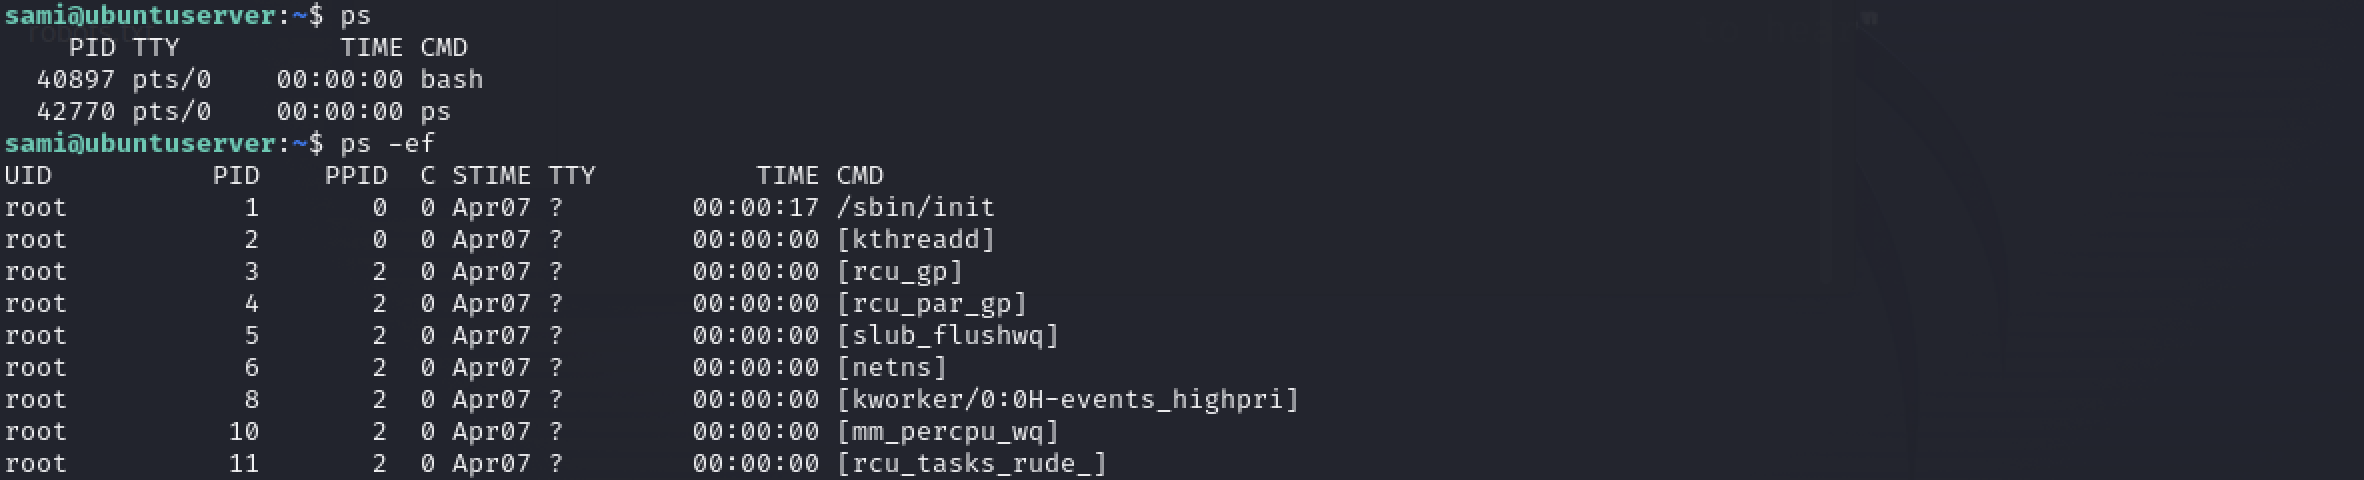 sami@ubuntuserver:~$ ps
    PID TTY          TIME CMD
  40897 pts/0    00:00:00 bash
  42770 pts/0    00:00:00 ps
sami@ubuntuserver:~$ ps -ef
UID          PID    PPID  C STIME TTY          TIME CMD
root           1       0  0 Apr07 ?        00:00:17 /sbin/init
root           2       0  0 Apr07 ?        00:00:00 [kthreadd]
root           3       2  0 Apr07 ?        00:00:00 [rcu_gp]
root           4       2  0 Apr07 ?        00:00:00 [rcu_par_gp]
root           5       2  0 Apr07 ?        00:00:00 [slub_flushwq]
root           6       2  0 Apr07 ?        00:00:00 [netns]
root           8       2  0 Apr07 ?        00:00:00 [kworker/0:0H-events_highpri]
root          10       2  0 Apr07 ?        00:00:00 [mm_percpu_wq]
root          11       2  0 Apr07 ?        00:00:00 [rcu_tasks_rude_]